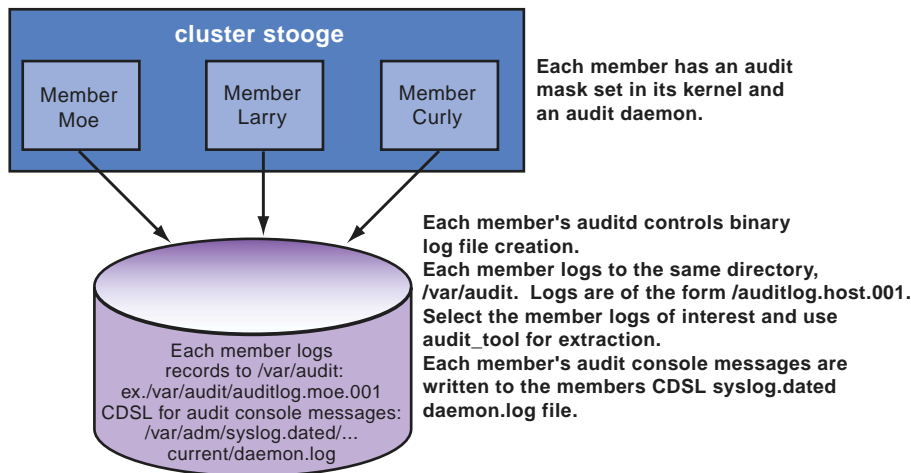 cluster stooge
Member
Moe
Member
Larry
Member
Curly
Each member has an audit
mask set in its kernel and
an audit daemon.
Each member's auditd controls binary
log file creation.
Each member logs to the same directory,
/var/audit.  Logs are of the form /auditlog.host.001.
Select the member logs of interest and use
audit_tool for extraction.
Each member's audit console messages are
written to the members CDSL syslog.dated
daemon.log file.
Each member logs
records to /var/audit:
ex./var/audit/auditlog.moe.001
CDSL for audit console messages:
/var/adm/syslog.dated/...
current/daemon.log